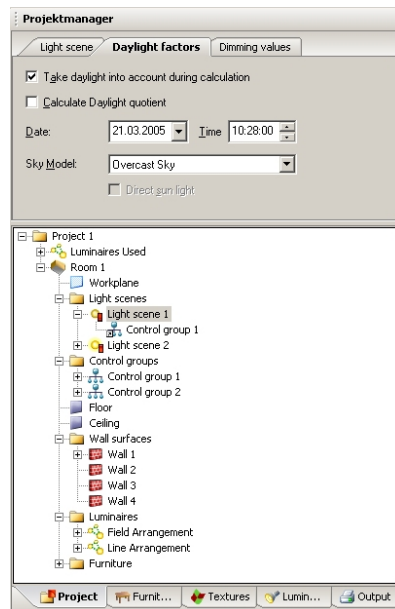 Projektmanager
Light scene Daylight factors Dimming values
Take daylight into account during calculation
Calculate Daylight quotient
Date: 21.03.2005 Time 10:28:00
Sky Model: Overcast Sky
Direct sun light
Project 1
Luminaires Used
Room 1
Workplane
Light scenes
Light scene 1
Control group 1
Light scene 2
Control groups
Control group 1
Control group 2
Floor
Ceiling
Wall surfaces
Wall 1
Wall 2
Wall 3
Wall 4
Luminaires
Field Arrangement
Line Arrangement
Furniture
Project Furnit... Textures Lumin... Output